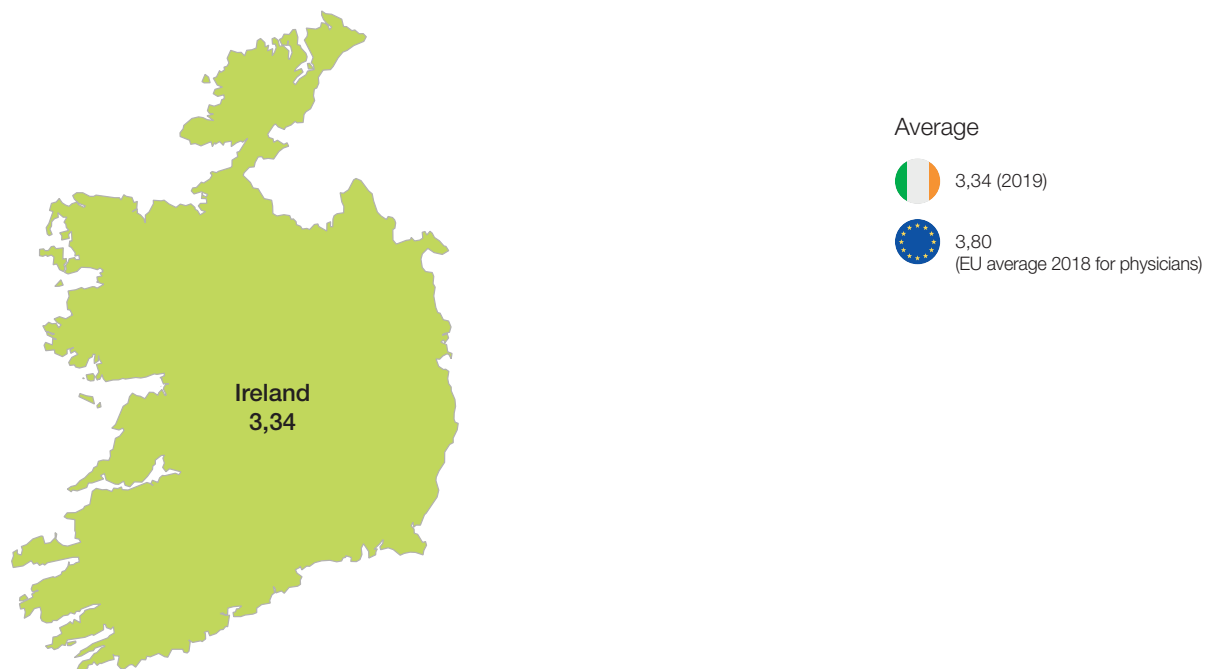 Average
3,34 (2019)
3,80
(EU average 2018 for physicians)
Ireland
3,34